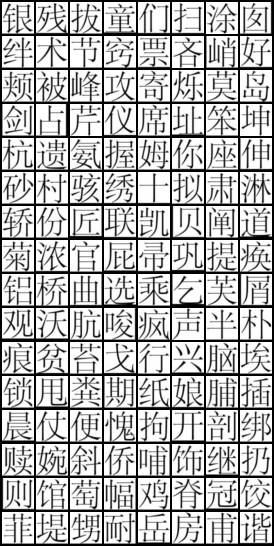 银残拔童们扫涂囱
绊术节窍票吝峭好
颊被峰攻寄烁莫岛
剑占芹仪席址笨坤
杭遗氨握姆你座伸
砂村骇绣十拟肃淋
轿份匠联凯贝闸道
菊浓官屁帚巩提痪
铝桥曲选乘乞芙屑
观沃肮唆疯声半朴
痕贫苔戈行兴脑埃
锁甩粪期纸娘脯插
晨仗便愧拘开剖绑
赎婉斜侨哺饰继扔
则馆萄幅鸡脊冠饺
菲堤甥耐岳房甫谐